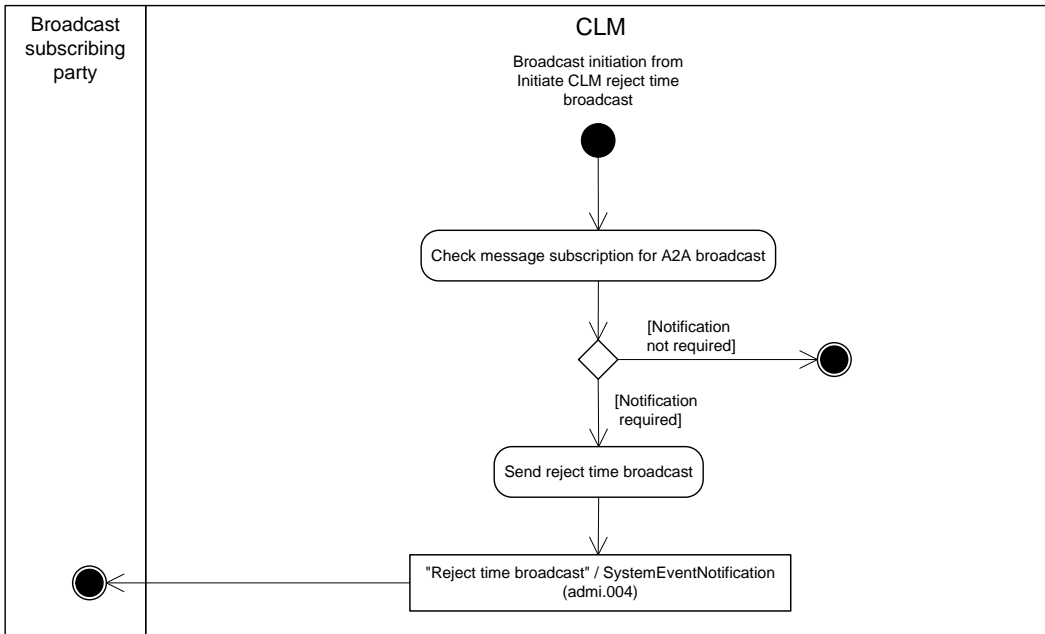 Broadcast
subscribing
party
CLM
Broadcast initiation from
Initiate CLM reject time
broadcast
Check message subscription for A2A broadcast
[Notification
not required]
[Notification
required]
Send reject time broadcast
"Reject time broadcast" / SystemEventNotification
(admi.004)